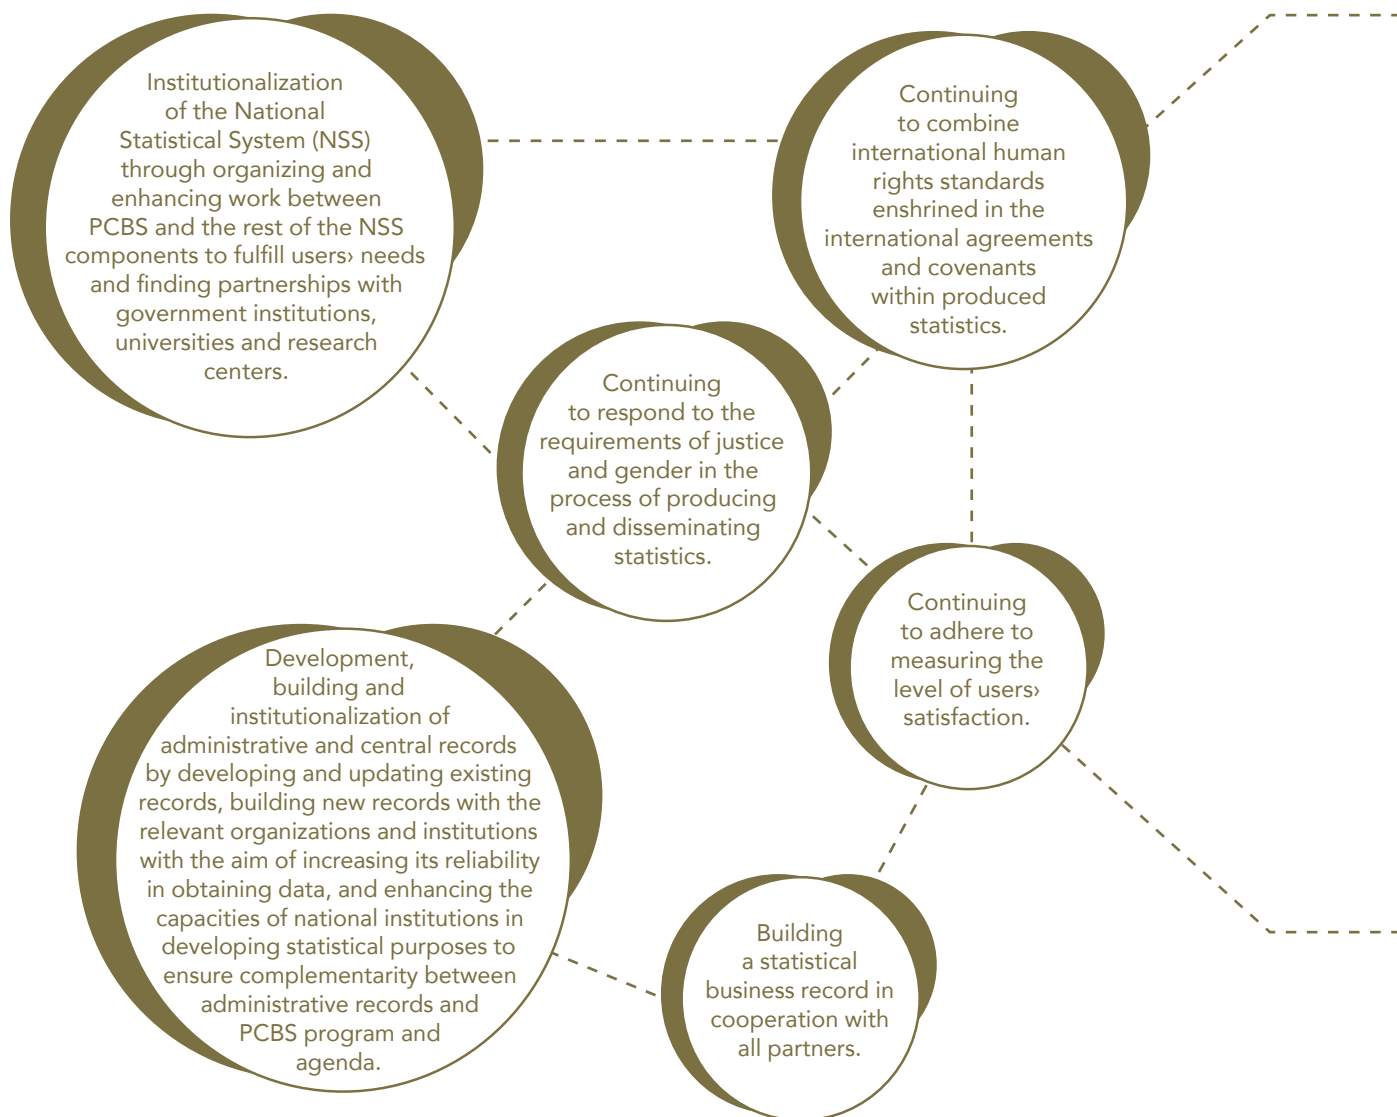 Institutionalization
of the National
Statistical System (NSS)
through organizing and
enhancing work between
PCBS and the rest of the NSS
components to fulfill users› needs
and finding partnerships with
government institutions,
universities and research
centers.
Continuing
to combine
international human
rights standards
enshrined in the
international agreements
and covenants
within produced
statistics.
Continuing
to respond to the
requirements of justice
and gender in the
process of producing
and disseminating
statistics.
Continuing
to adhere to
measuring the
level of users›
satisfaction.
Development,
building and
institutionalization of
administrative and central records
by developing and updating existing
records, building new records with the
relevant organizations and institutions
with the aim of increasing its reliability
in obtaining data, and enhancing the
capacities of national institutions in
developing statistical purposes to
ensure complementarity between
administrative records and
PCBS program and
agenda.
Building
a statistical
business record in
cooperation with
all partners.